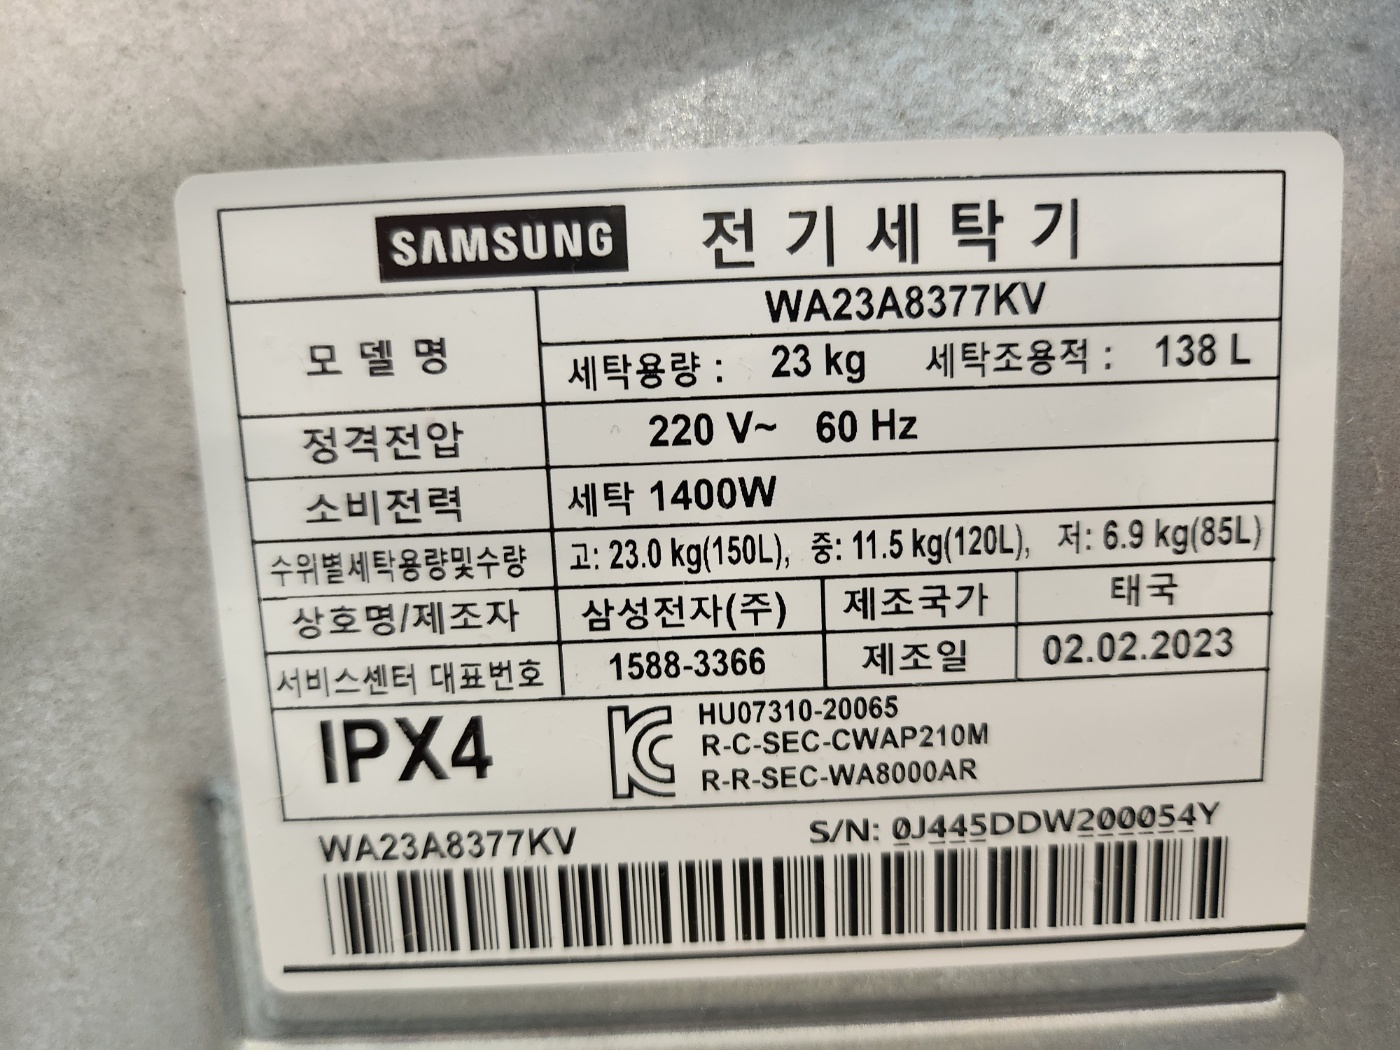 SAMSUNG 전기세탁기
모델명 WA23A8377KV
세탁용량 : 23 kg 세탁조용적 : 138 L
정격전압 220 V~ 60 Hz
소비전력 세탁 1400W
수위별세탁용량및수량 고: 23.0 kg(150L), 중: 11.5 kg(120L), 저: 6.9 kg(85L)
상호명/제조자 삼성전자(주) 제조국가 태국
서비스센터 대표번호 1588-3366 제조일 02.02.2023
IPX4
HU07310-20065
R-C-SEC-CWAP210M
R-R-SEC-WA8000AR
WA23A8377KV S/N: 0J445DDW200054Y